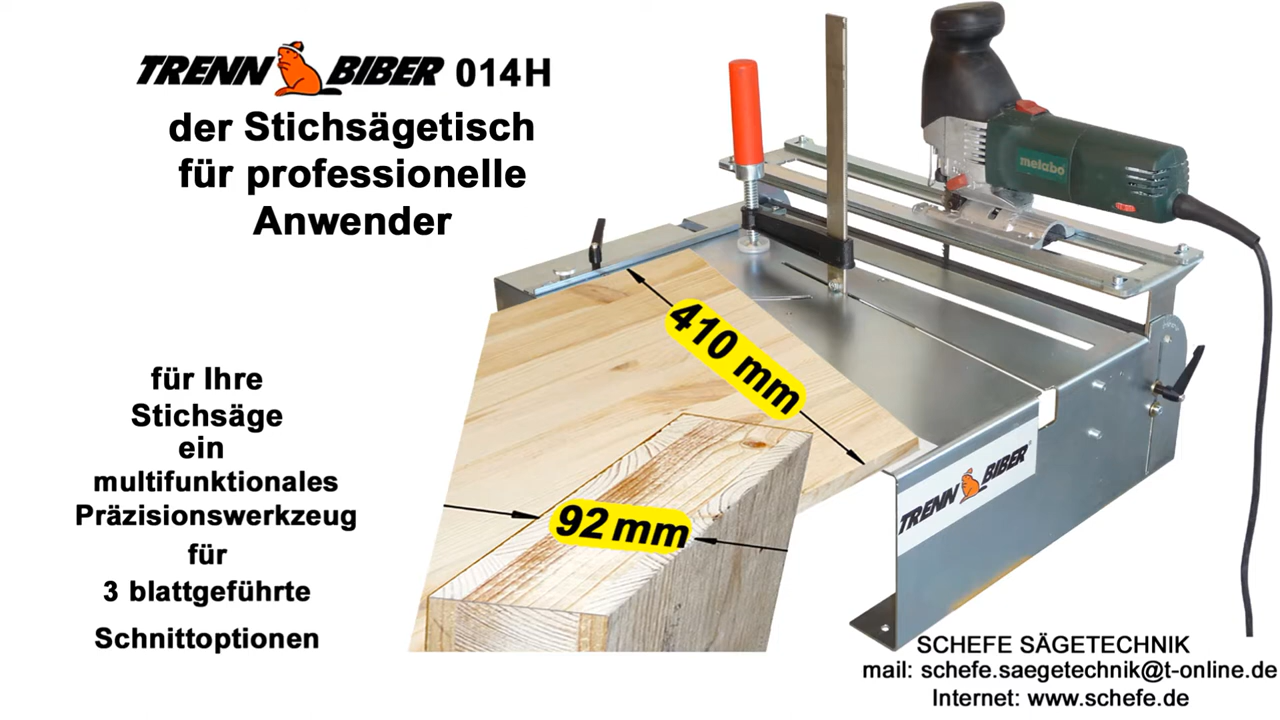 TRENN BIBER 014H
der Stichsägetisch
für professionelle
Anwender
metabo
410 mm
für Ihre
Stichsäge
ein
multifunktionales
Präzisionswerkzeug
für
3 blattgeführte
Schnittoptionen
92 mm
TRENN BIBER®
SCHEFE SÄGETECHNIK
mail: schefe.saegetechnik@t-online.de
Internet: www.schefe.de